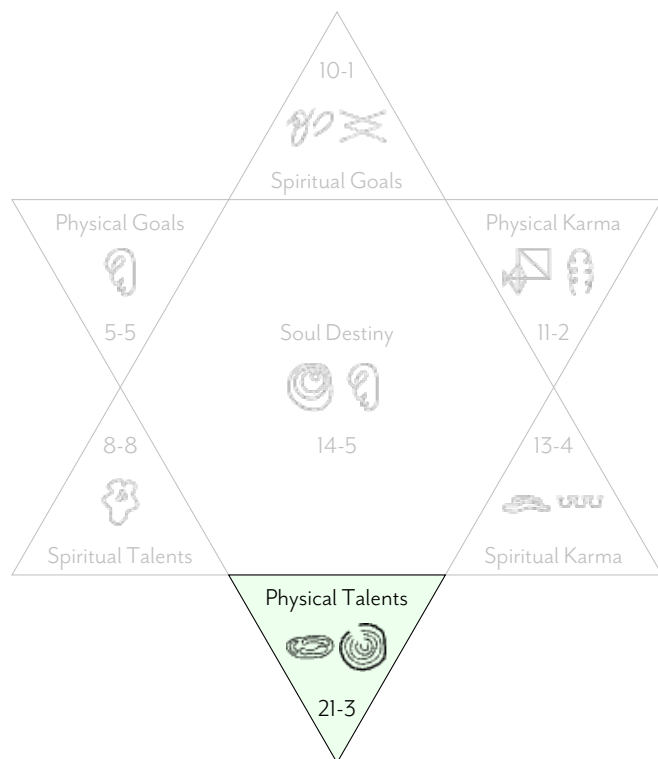 10-1
Spiritual Goals
Physical Goals
Physical Karma
5-5
Soul Destiny
11-2
8-8
14-5
13-4
Spiritual Talents
Spiritual Karma
Physical Talents
21-3